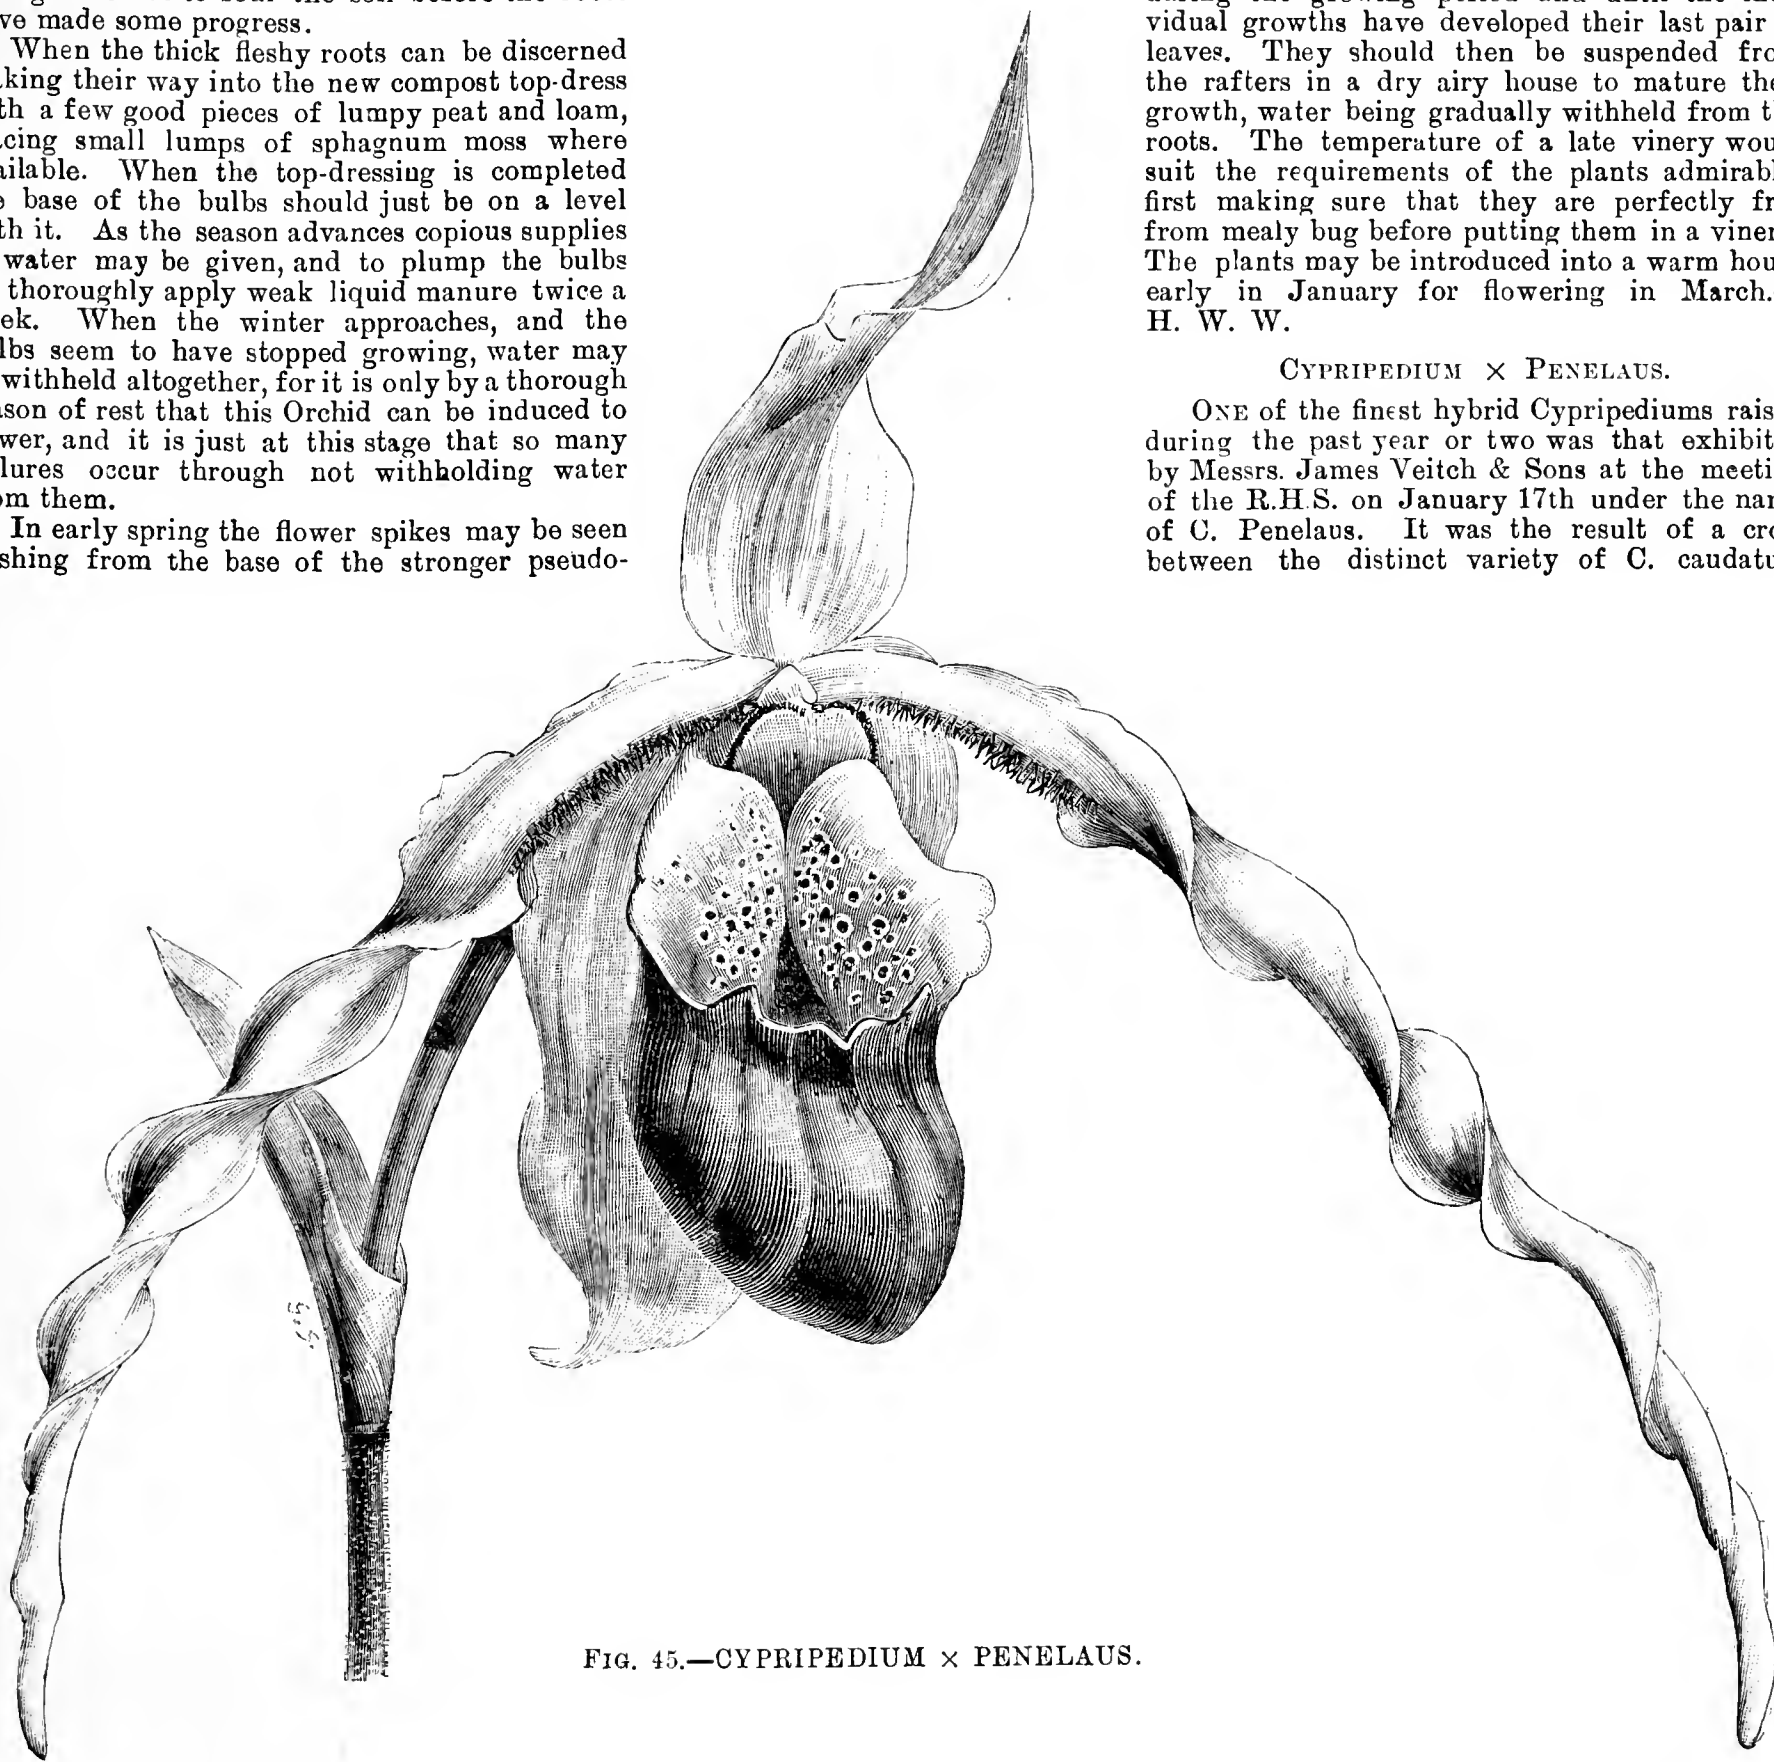 ve made some progress.
When the thick fleshy roots can be discerned
king their way into the new compost top-dress
th a few good pieces of lumpy peat and loam,
cing small lumps of sphagnum moss where
ailable. When the top-dressing is completed
e base of the bulbs should just be on a level
th it. As the season advances copious supplies
water may be given, and to plump the bulbs
thoroughly apply weak liquid manure twice a
ek. When the winter approaches, and the
lbs seem to have stopped growing, water may
withheld altogether, for it is only by a thorough
ason of rest that this Orchid can be induced to
wer, and it is just at this stage that so many
lures occur through not withholding water
om them.
In early spring the flower spikes may be seen
shing from the base of the stronger pseudo-
vidual growths have developed their last pair
leaves. They should then be suspended fro
the rafters in a dry airy house to mature the
growth, water being gradually withheld from t
roots. The temperature of a late vinery wou
suit the requirements of the plants admirabl
first making sure that they are perfectly fr
from mealy bug before putting them in a viner
The plants may be introduced into a warm hou
early in January for flowering in March.
H. W. W.
CYPRIPEDIUM × PENELAUS.
ONE of the finest hybrid Cypripediums rais
during the past year or two was that exhibit
by Messrs. James Veitch & Sons at the meeti
of the R.H.S. on January 17th under the nam
of C. Penelaus. It was the result of a cro
between the distinct variety of C. caudatu
FIG. 45.—CYPRIPEDIUM × PENELAUS.